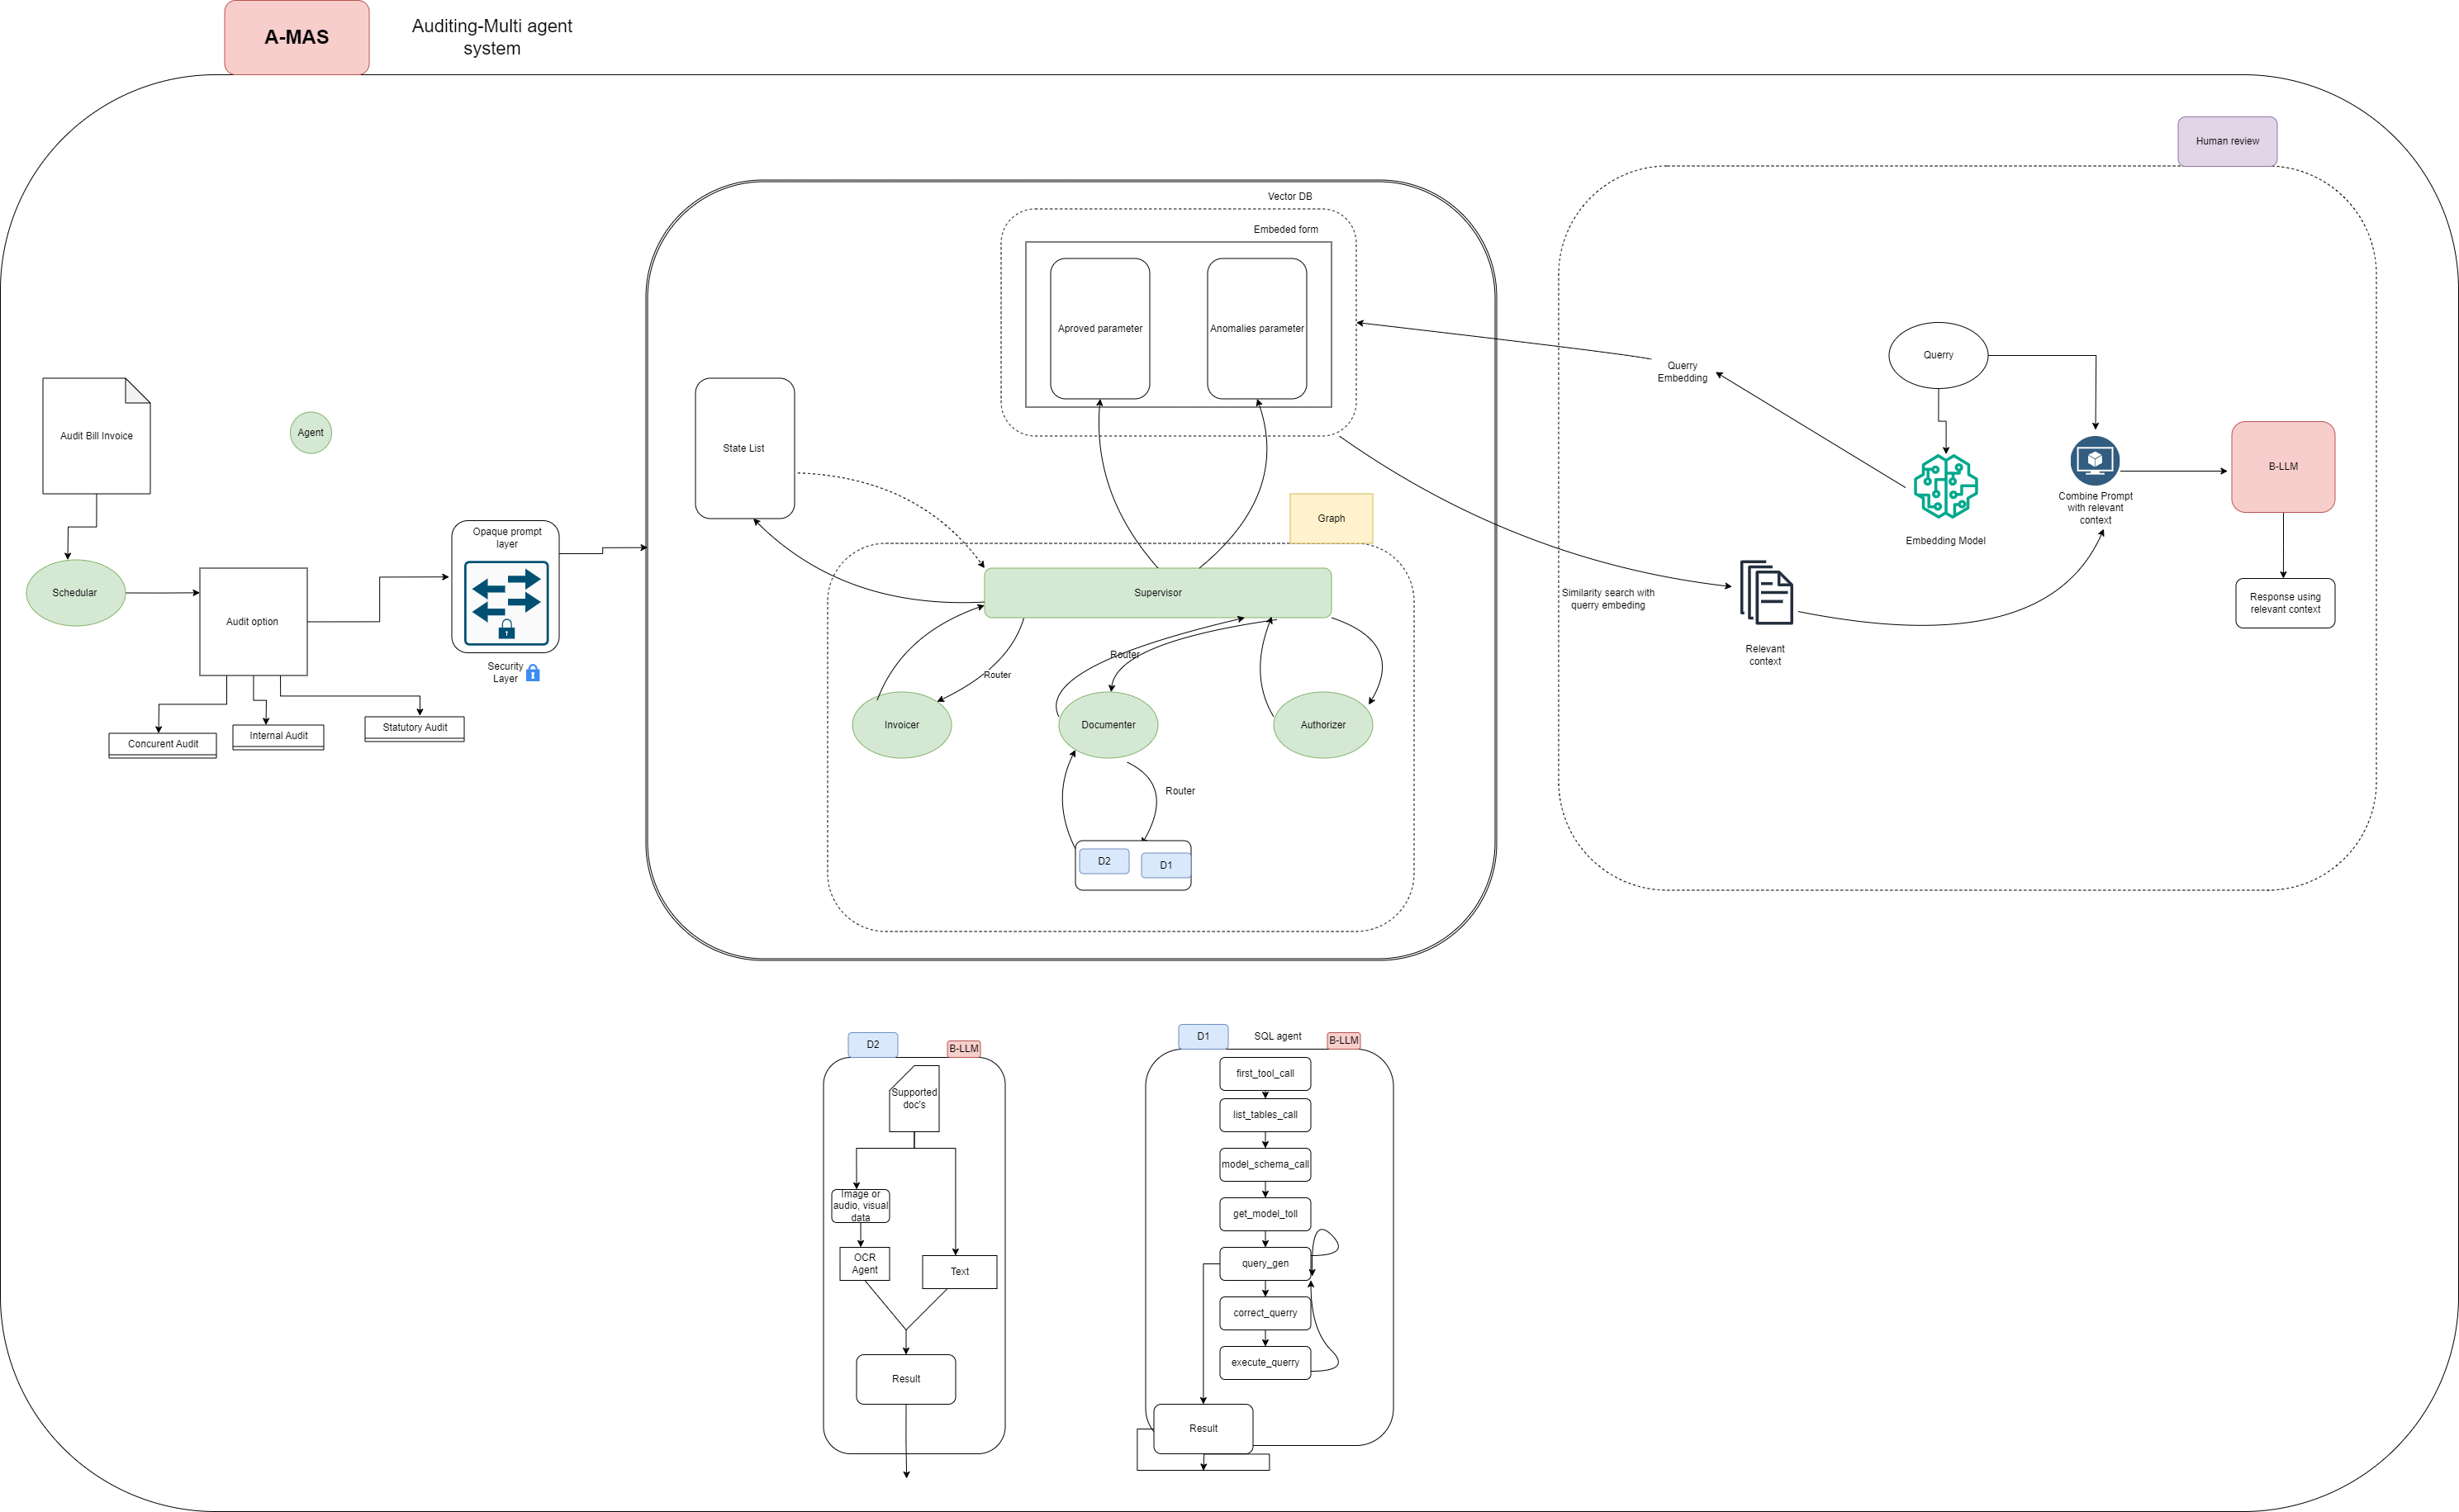 A-MAS
Auditing-Multi agent
system
Human review
Vector DB
Embeded form
Aproved parameter
Anomalies parameter
State List
Graph
Supervisor
Router
Router
Invoicer
Documenter
Authorizer
Router
D2
D1
Audit Bill Invoice
Agent
Schedular
Audit option
Opaque prompt
layer
Security
Layer
Concurent Audit
Internal Audit
Statutory Audit
Querry
Querry
Embedding
Embedding Model
Combine Prompt
with relevant
context
B-LLM
Response using
relevant context
Similarity search with
querry embeding
Relevant
context
D2
B-LLM
Supported
doc's
Image or
audio, visual
data
OCR
Agent
Text
Result
D1
SQL agent
B-LLM
first_tool_call
list_tables_call
model_schema_call
get_model_toll
query_gen
correct_querry
execute_querry
Result